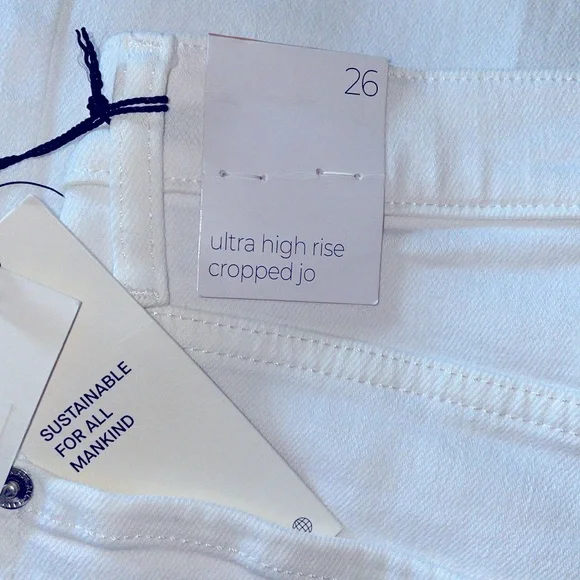 26
ultra high rise
cropped jo
SUSTAINABLE
FOR ALL
MANKIND